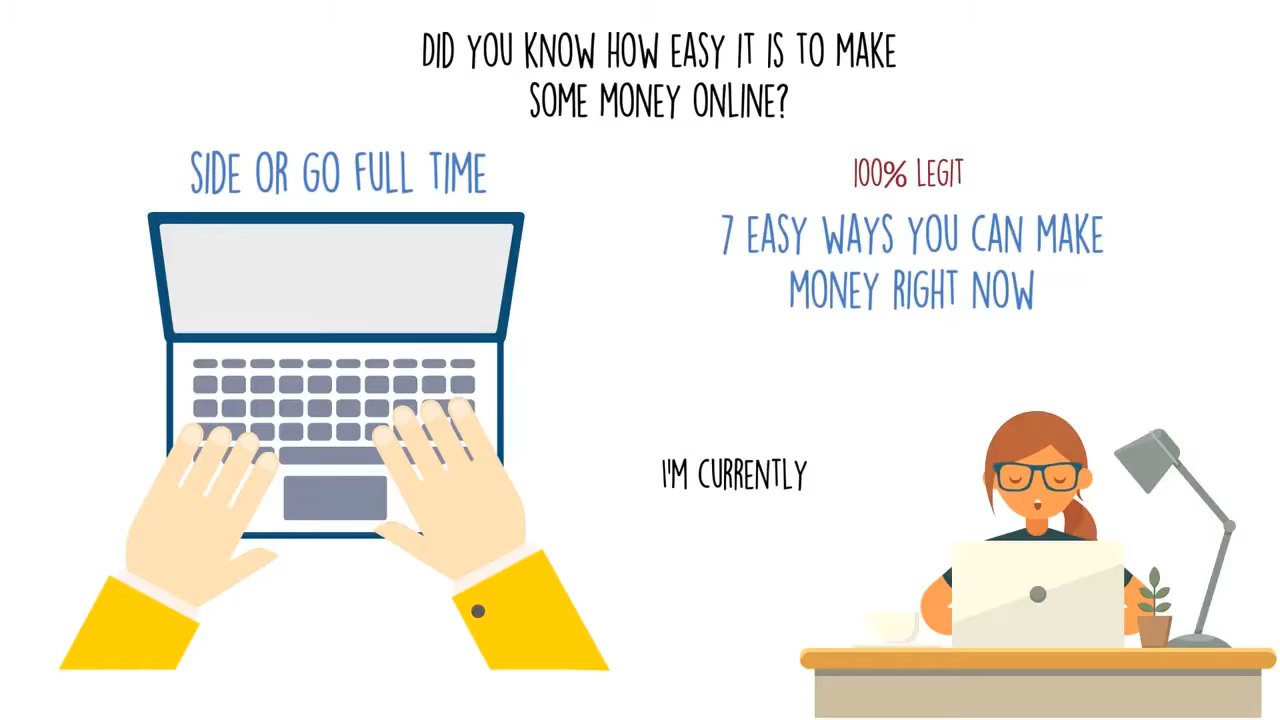 DID YOU KNOW HOW EASY IT IS TO MAKE
SOME MONEY ONLINE?
SIDE OR GO FULL TIME
100% LEGIT
7 EASY WAYS YOU CAN MAKE
MONEY RIGHT NOW
I'M CURRENTLY